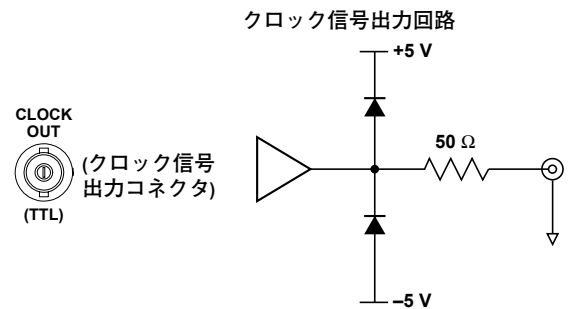 クロック信号出力回路
+5 V
CLOCK
OUT
(クロック信号
出力コネクタ)
(TTL)
50 Ω
–5 V